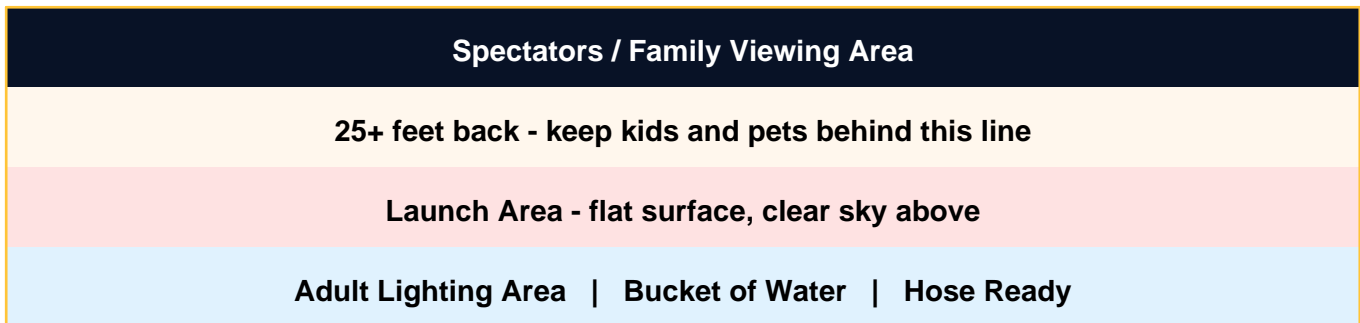 Spectators / Family Viewing Area
25+ feet back - keep kids and pets behind this line
Launch Area - flat surface, clear sky above
Adult Lighting Area | Bucket of Water | Hose Ready